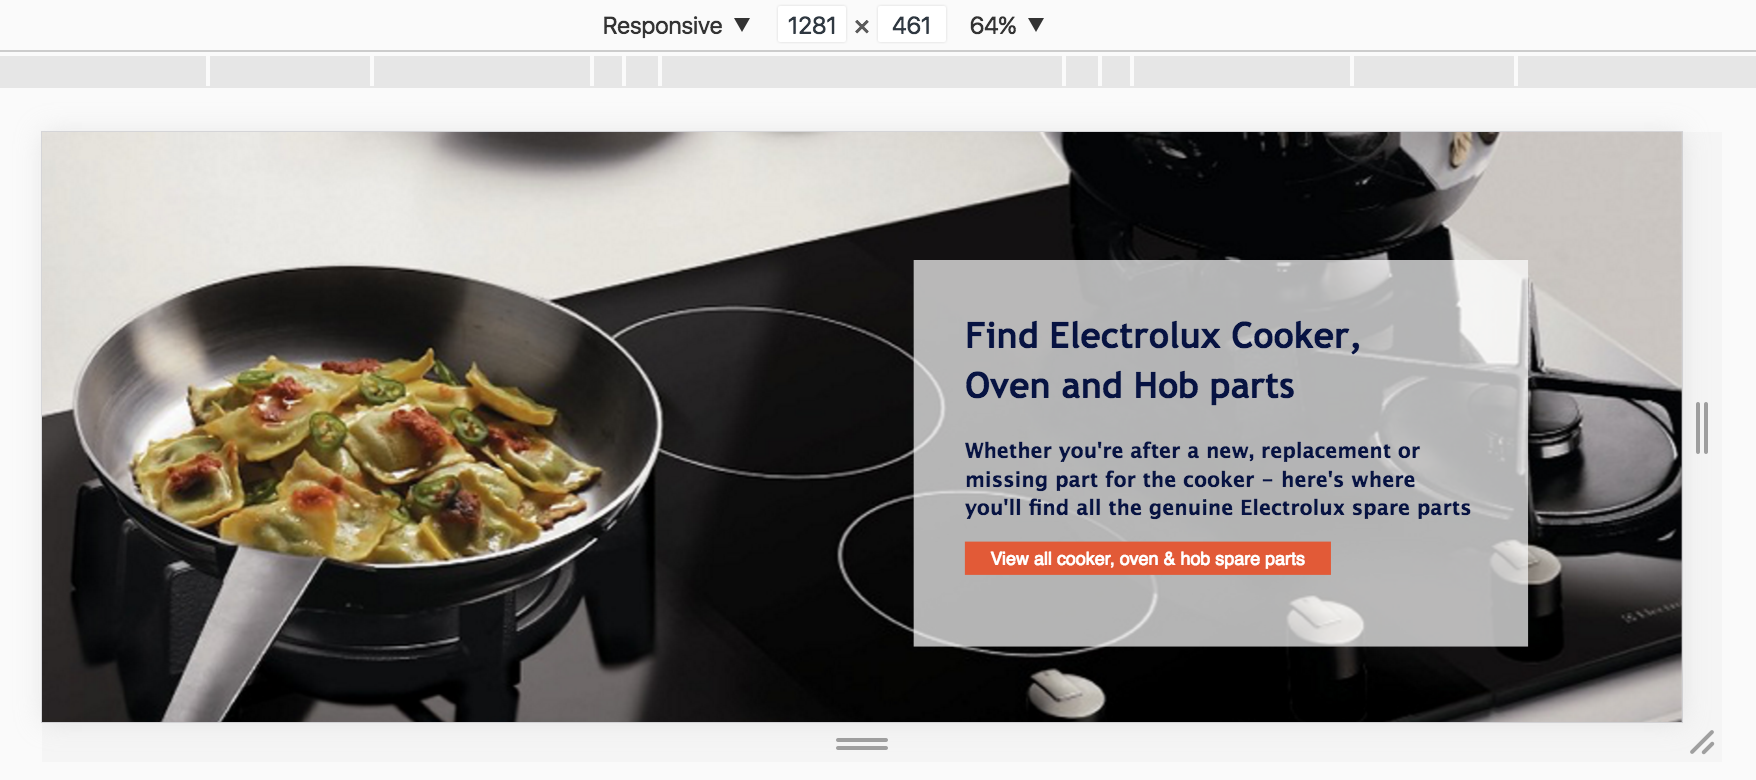 Responsive ▼ 1281 × 461 64% ▼
Find Electrolux Cooker,
Oven and Hob parts
Whether you're after a new, replacement or
missing part for the cooker – here's where
you'll find all the genuine Electrolux spare parts
View all cooker, oven & hob spare parts